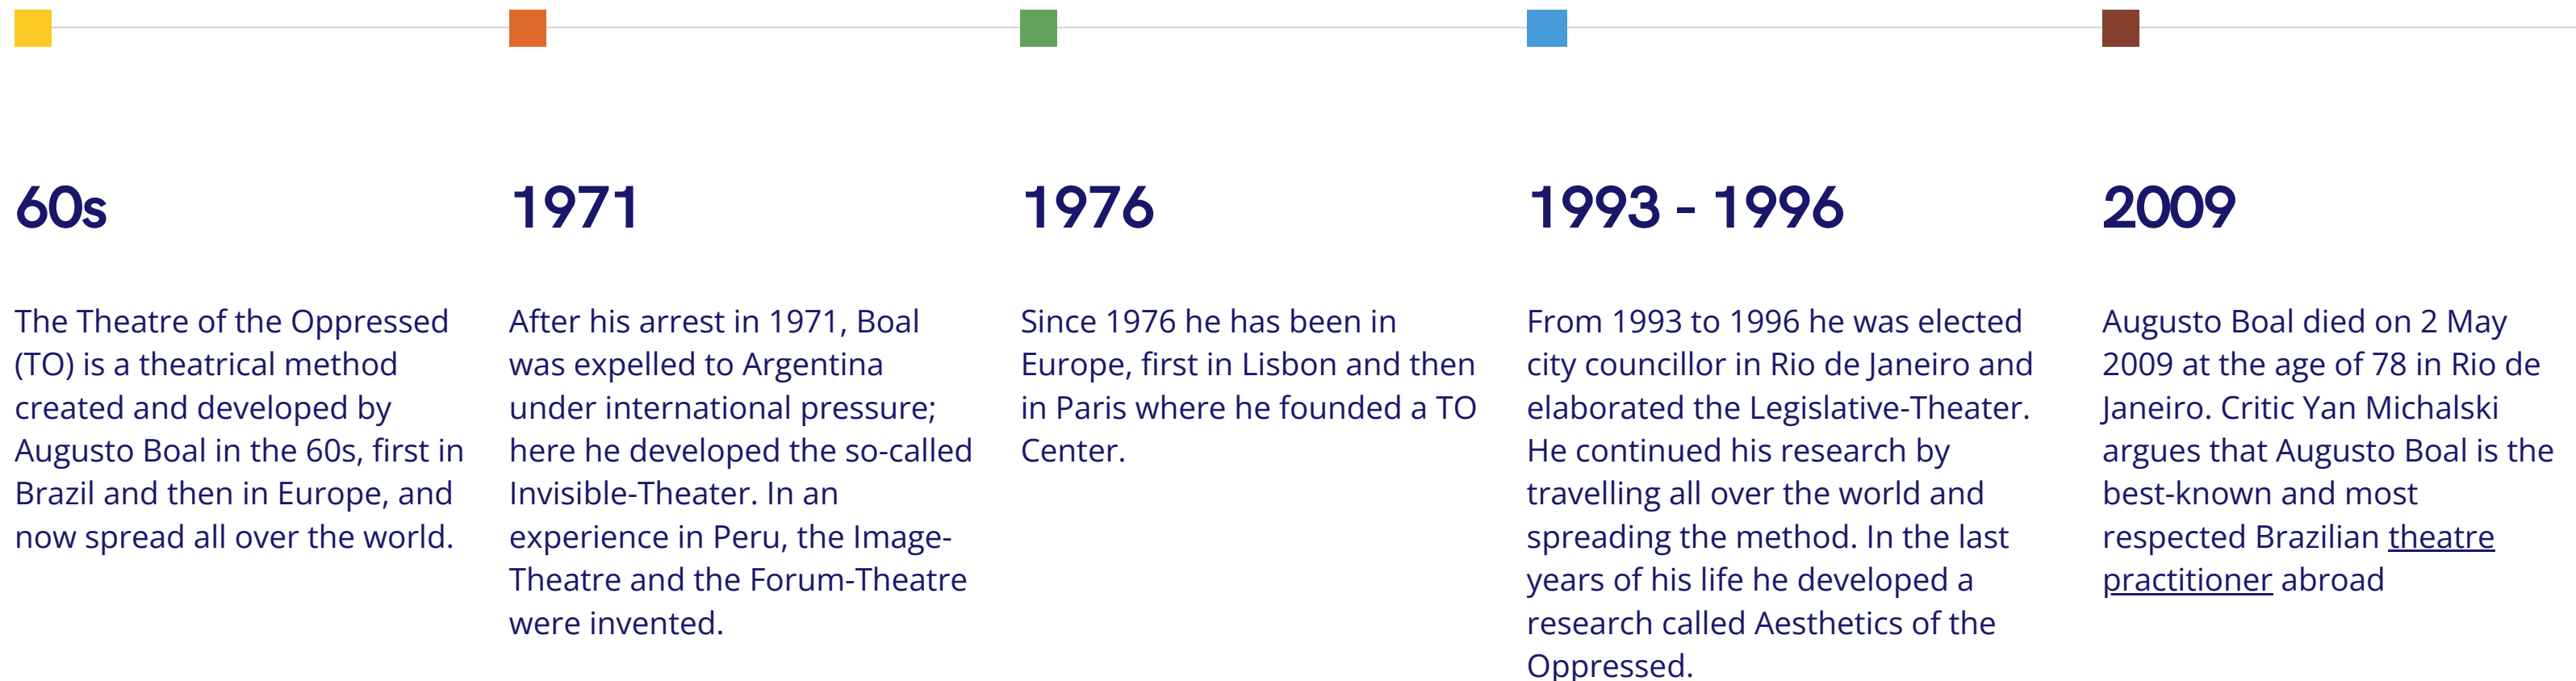 60s
The Theatre of the Oppressed
(TO) is a theatrical method
created and developed by
Augusto Boal in the 60s, first in
Brazil and then in Europe, and
now spread all over the world.
1971
After his arrest in 1971, Boal
was expelled to Argentina
under international pressure;
here he developed the so-called
Invisible-Theater. In an
experience in Peru, the Image-
Theatre and the Forum-Theatre
were invented.
1976
Since 1976 he has been in
Europe, first in Lisbon and then
in Paris where he founded a TO
Center.
1993 - 1996
From 1993 to 1996 he was elected
city councillor in Rio de Janeiro and
elaborated the Legislative-Theater.
He continued his research by
travelling all over the world and
spreading the method. In the last
years of his life he developed a
research called Aesthetics of the
Oppressed.
2009
Augusto Boal died on 2 May
2009 at the age of 78 in Rio de
Janeiro. Critic Yan Michalski
argues that Augusto Boal is the
best-known and most
respected Brazilian theatre
practitioner abroad